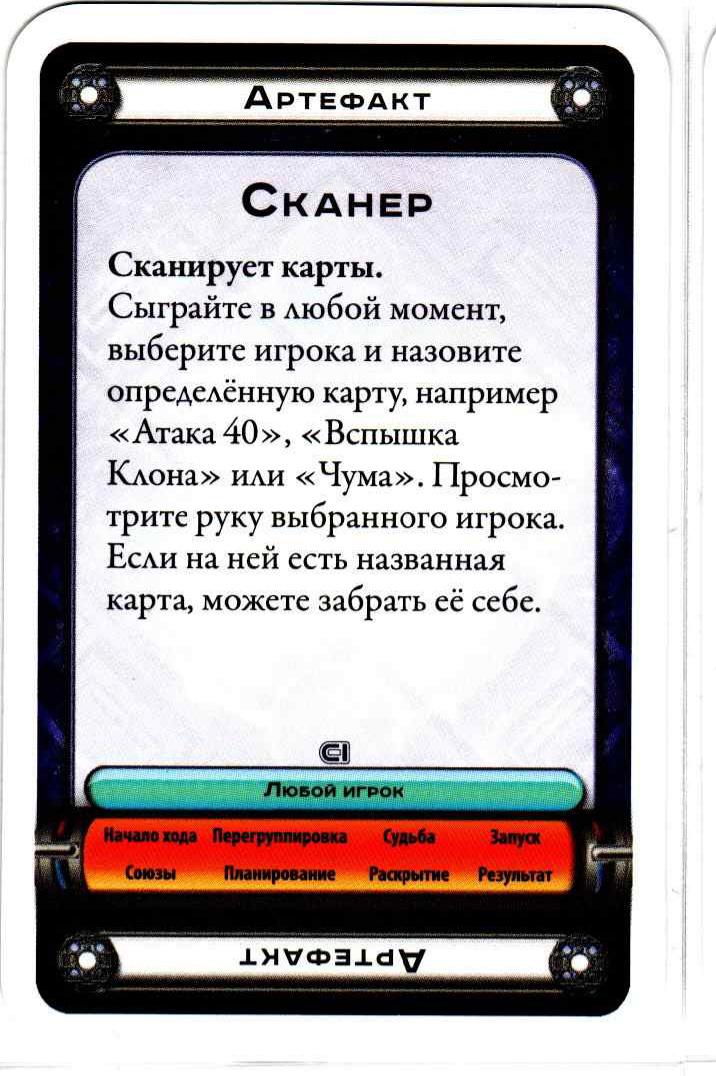 Артефакт
Сканер
Сканирует карты.
Сыграйте в любой момент,
выберите игрока и назовите
определённую карту, например
«Атака 40», «Вспышка
Клона» или «Чума». Просмо-
трите руку выбранного игрока.
Если на ней есть названная
карта, можете забрать её себе.
Любой игрок
Начало хода Перегруппировка Судьба Запуск
Союзы Планирование Раскрытие Результат
Артефакт